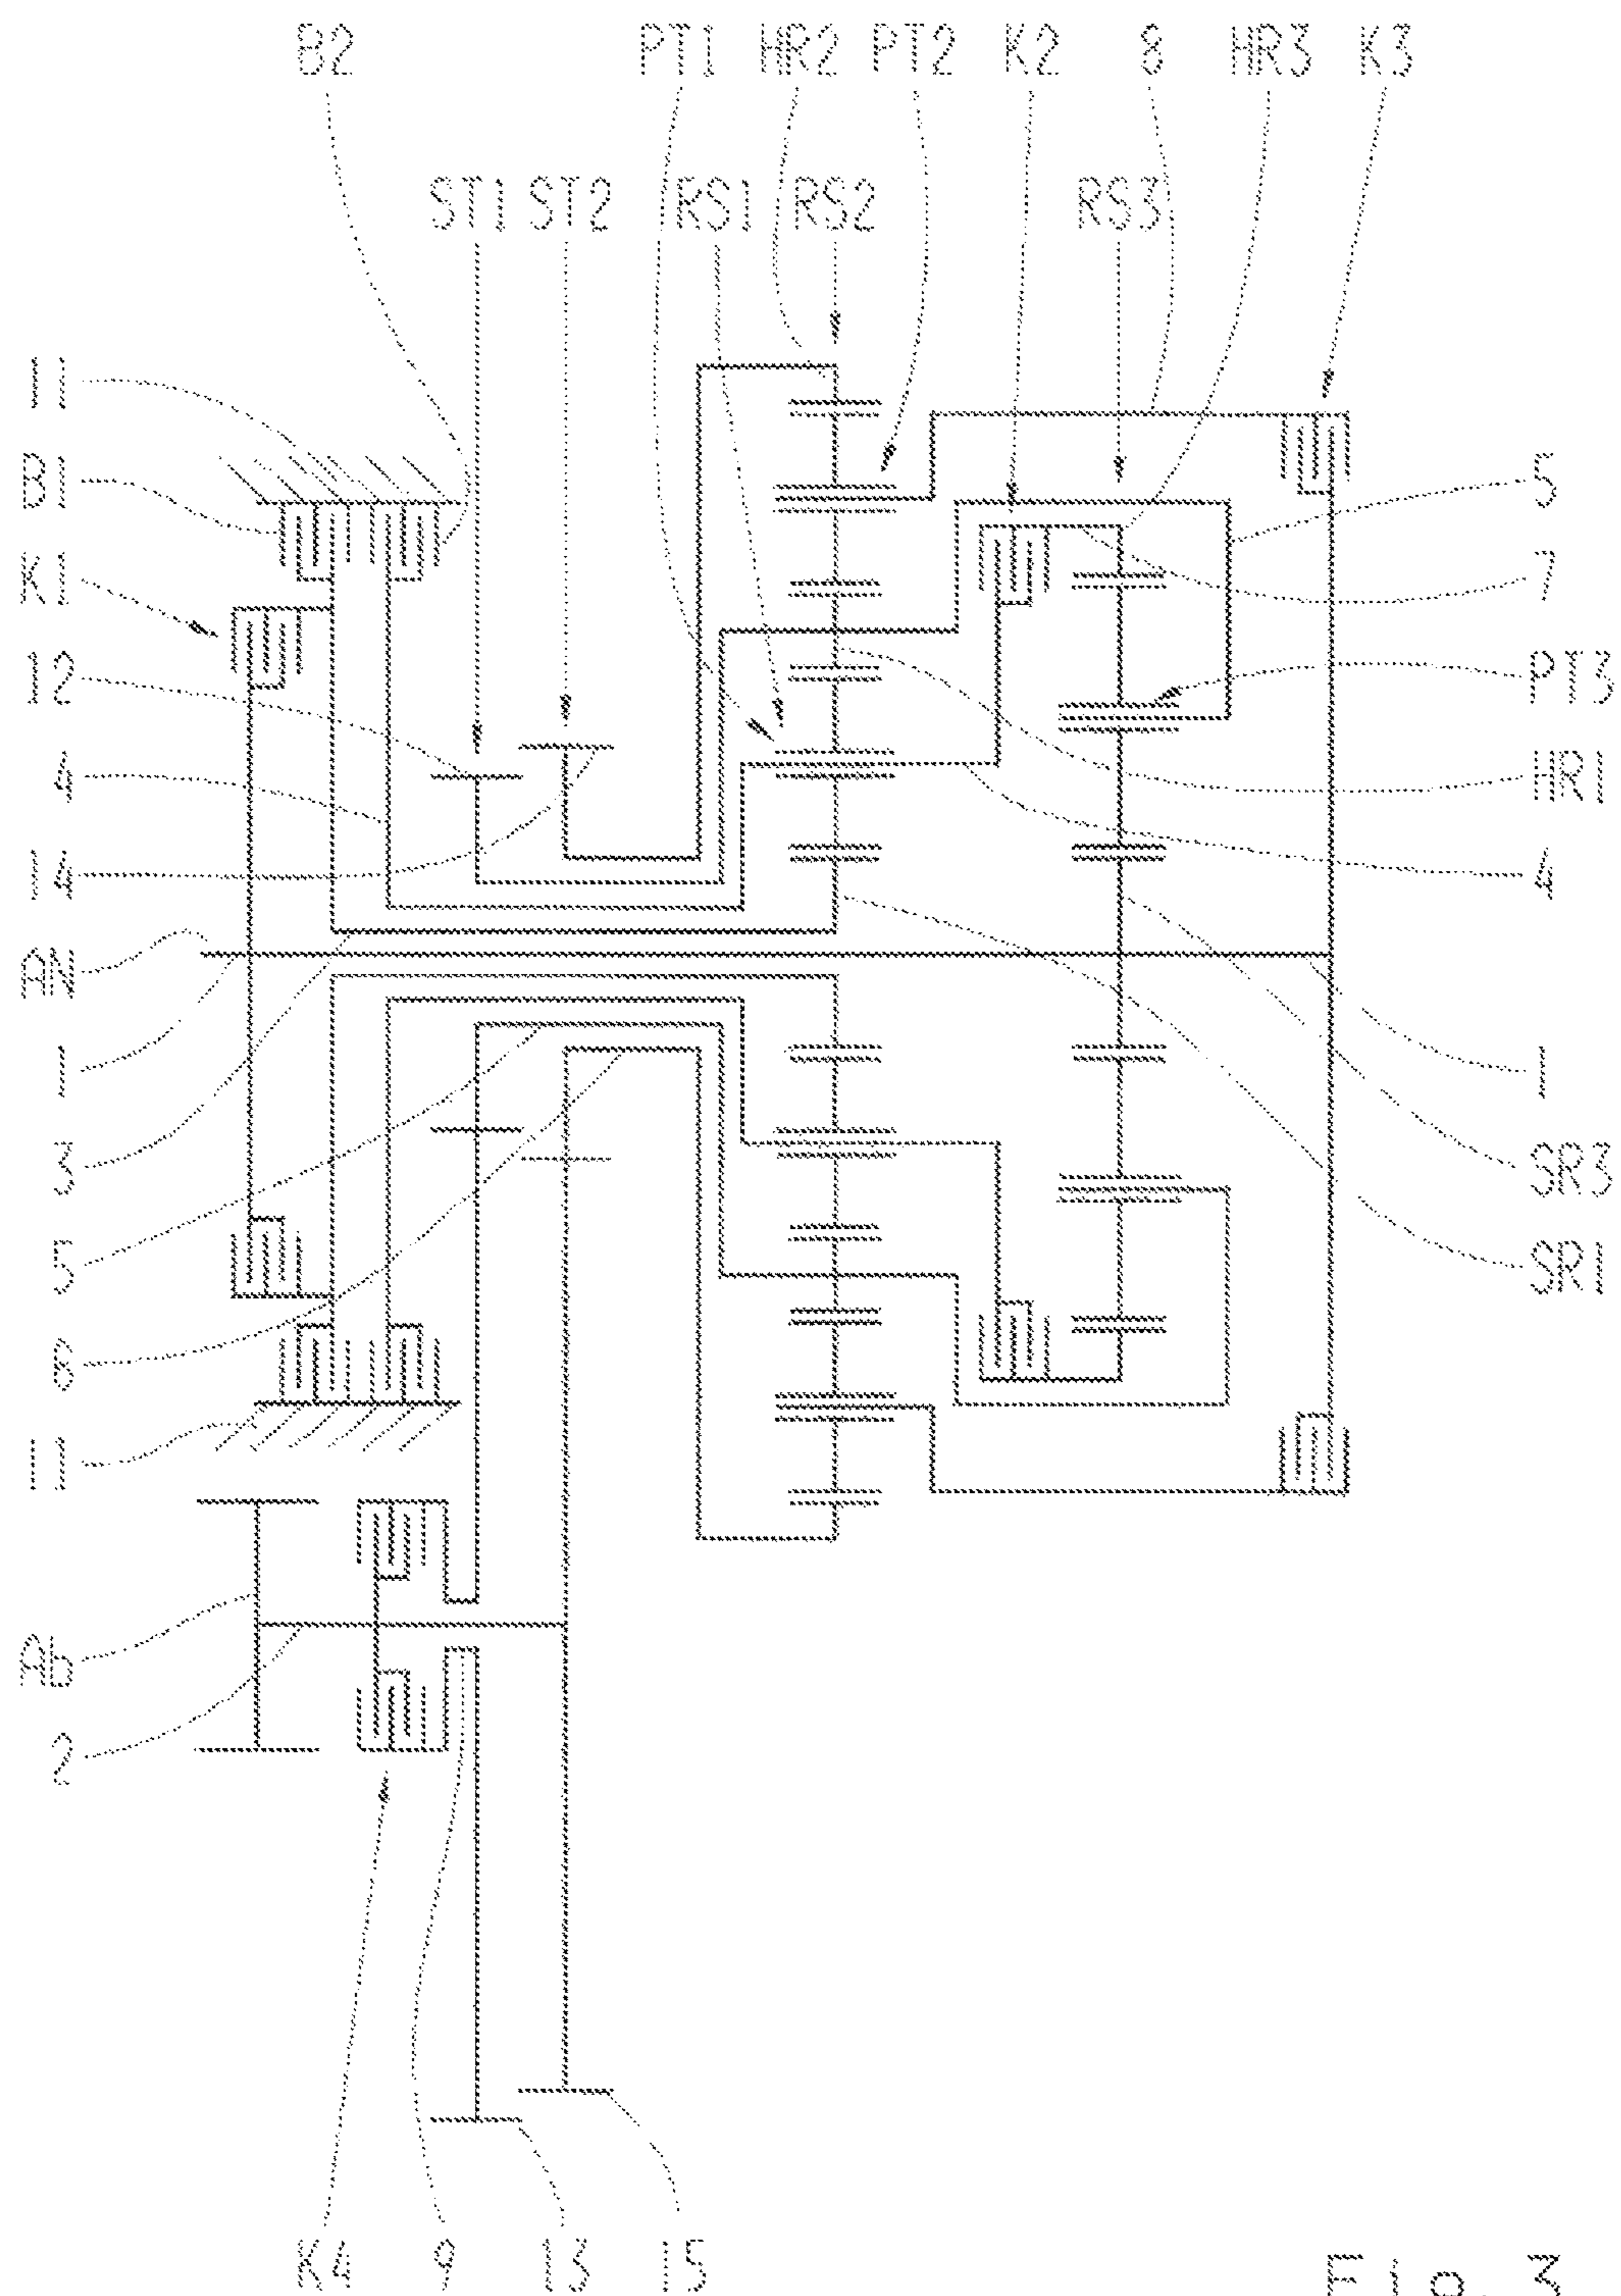 B2 PT1 HR2 PT2 K2 8 HR3 K3
ST1 ST2 RS1 RS2 RS3
11
B1 5
K1 7
12 PT3
4 HR1
14 4
AN
1 1
3 SR3
5 SR1
6
11
Ab
2
K4 9 13 15
Fig. 3